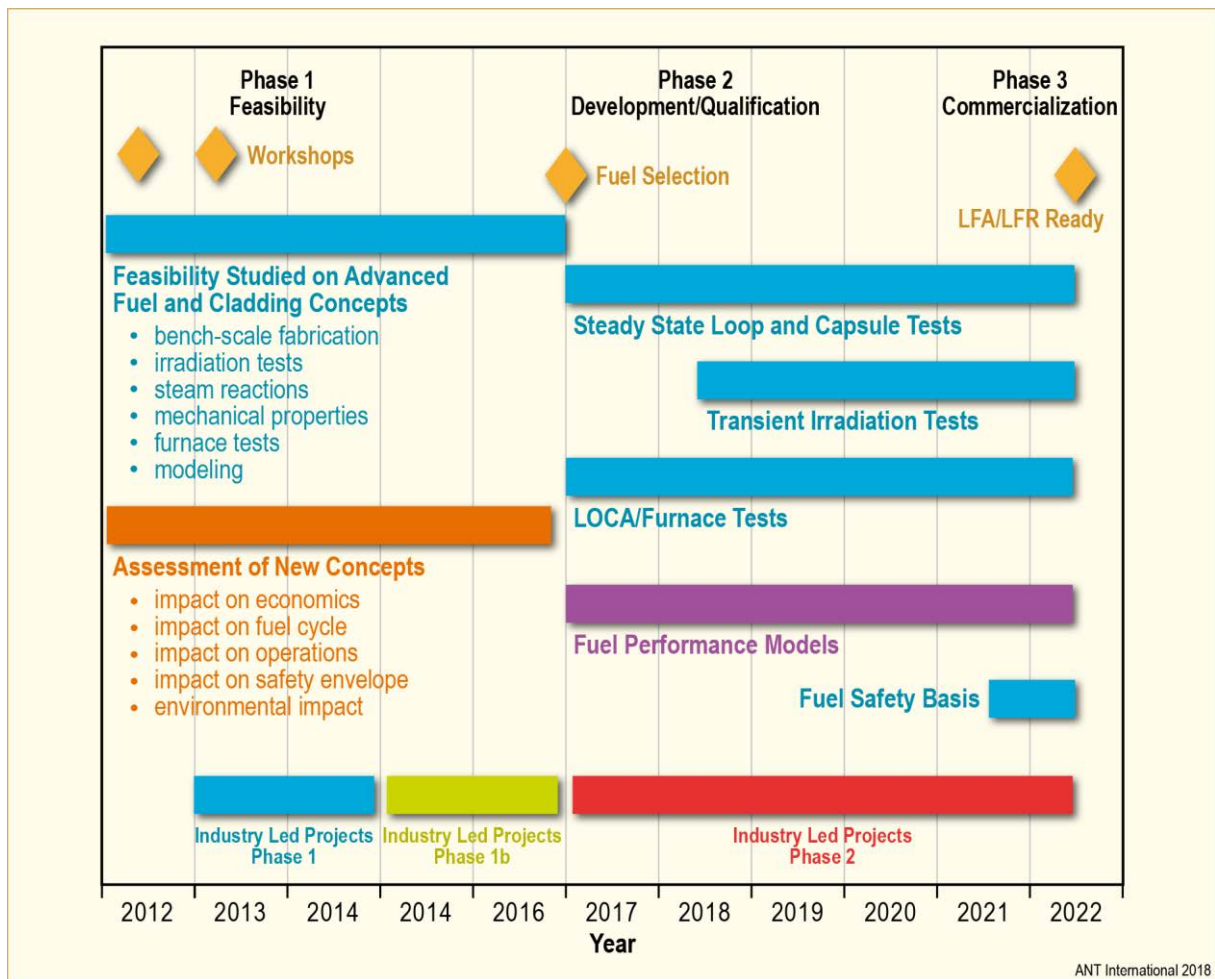 Phase 1
Feasibility
Phase 2
Development/Qualification
Phase 3
Commercialization
Workshops
Fuel Selection
LFA/LFR Ready
Feasibility Studied on Advanced
Fuel and Cladding Concepts
• bench-scale fabrication
• irradiation tests
• steam reactions
• mechanical properties
• furnace tests
• modeling
Steady State Loop and Capsule Tests
Transient Irradiation Tests
LOCA/Furnace Tests
Assessment of New Concepts
• impact on economics
• impact on fuel cycle
• impact on operations
• impact on safety envelope
• environmental impact
Fuel Performance Models
Fuel Safety Basis
Industry Led Projects
Phase 1
Industry Led Projects
Phase 1b
Industry Led Projects
Phase 2
2012 2013 2014 2014 2016 2017 2018 2019 2020 2021 2022
Year
ANT International 2018